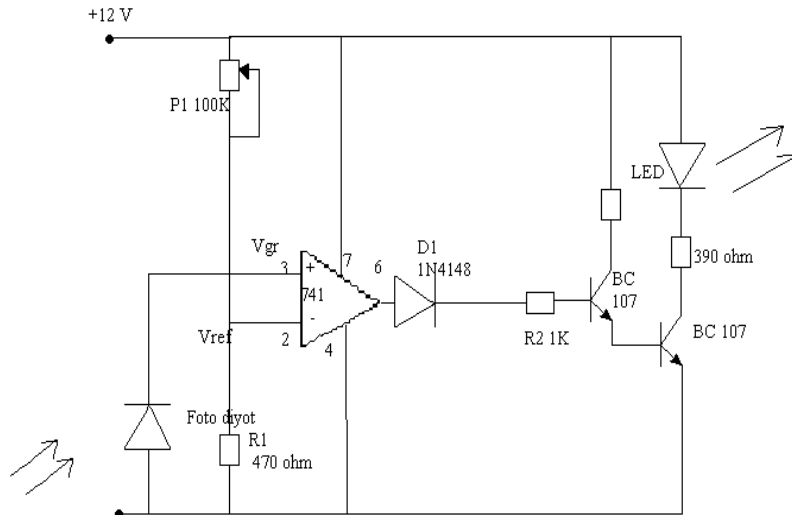 +12 V
P1 100K
LED
Vgr
D1
1N4148
3
+
7
6
741
390 ohm
BC
107
-
Vref
2
4
R2 1K
BC 107
Foto diyot
R1
470 ohm